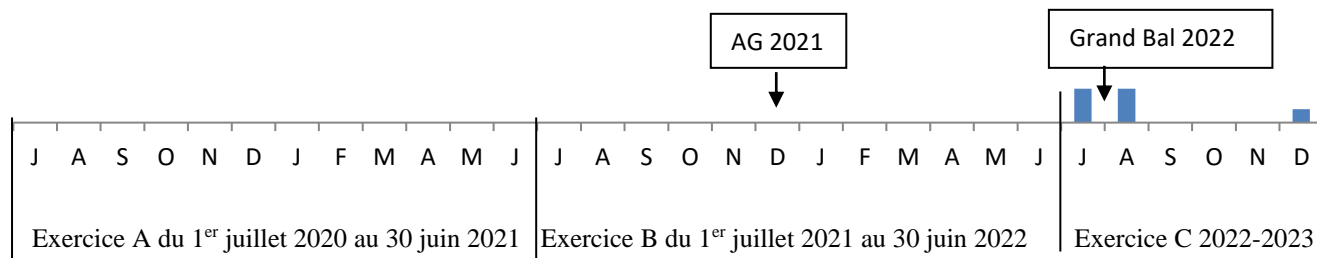 AG 2021
Grand Bal 2022
J A S O N D J F M A M J J A S O N D J F M A M J J A S O N D
Exercice A du 1er juillet 2020 au 30 juin 2021 Exercice B du 1er juillet 2021 au 30 juin 2022 Exercice C 2022-2023